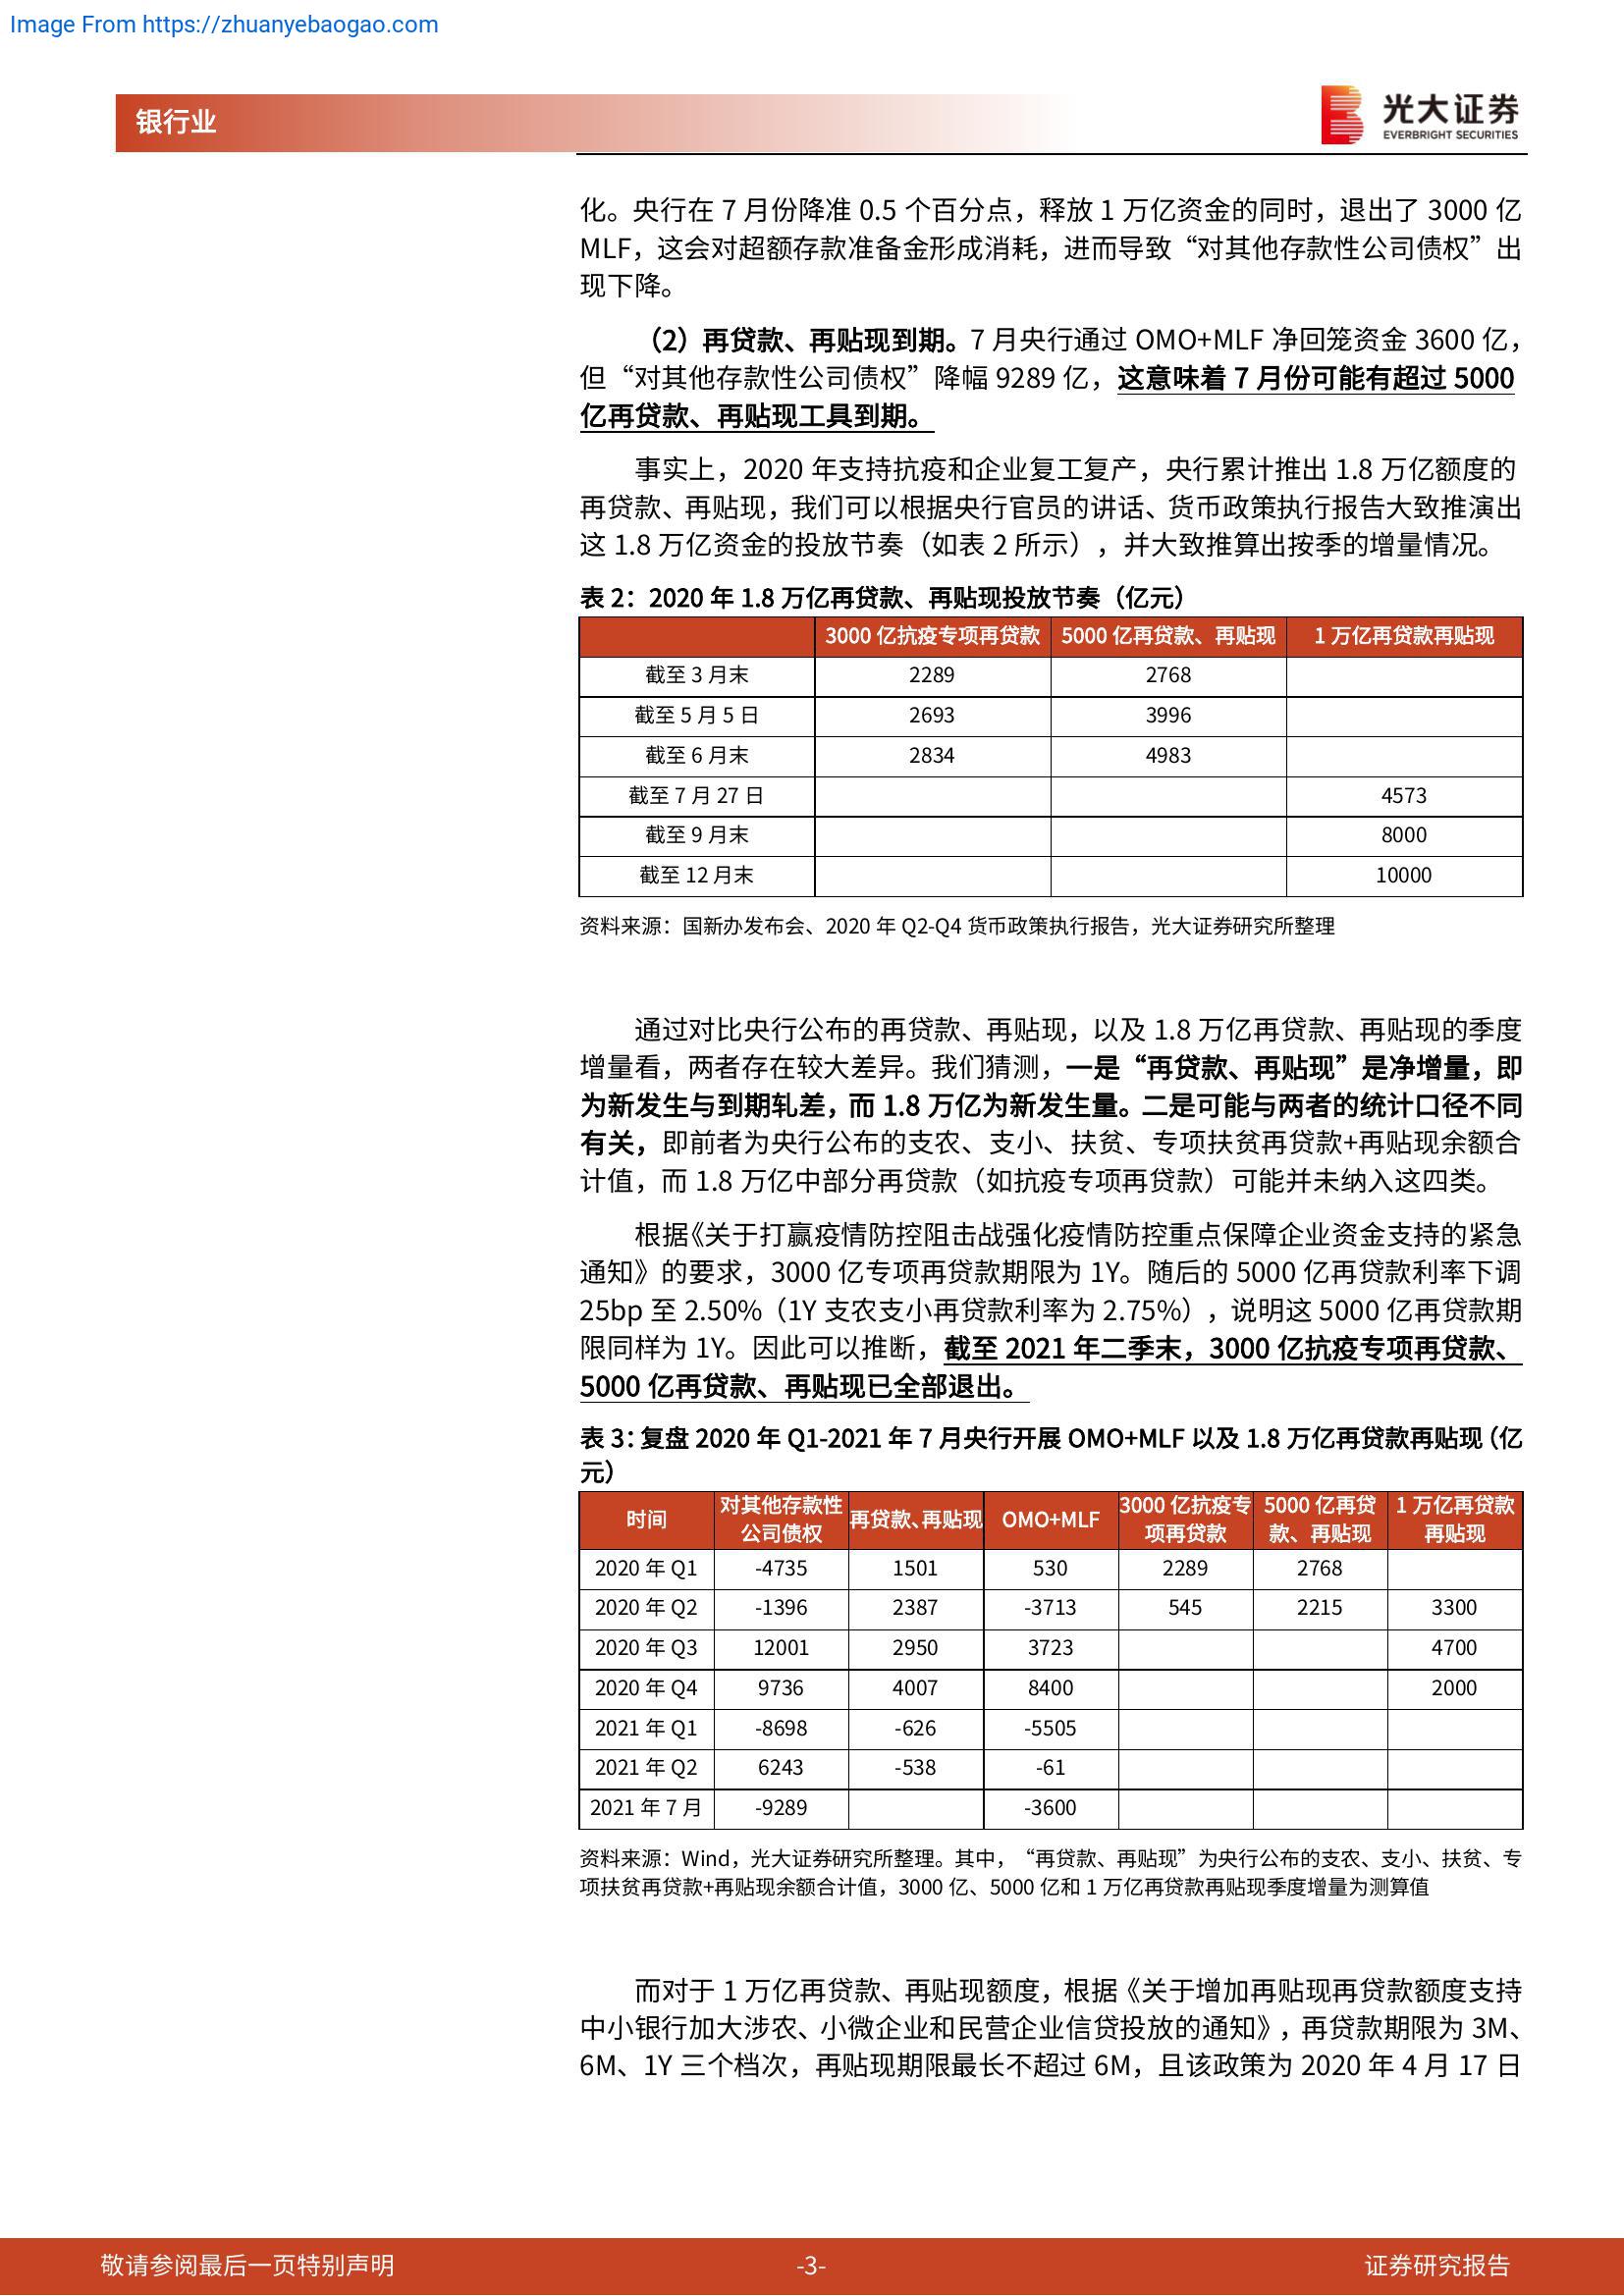 Image From https://zhuanyebaogao.com
银行业
光大证券
EVERBRIGHT SECURITIES
化。央行在 7 月份降准 0.5 个百分点，释放 1 万亿资金的同时，退出了 3000 亿
MLF，这会对超额存款准备金形成消耗，进而导致“对其他存款性公司债权”出
现下降。
（2）再贷款、再贴现到期。7 月央行通过 OMO+MLF 净回笼资金 3600 亿，
但“对其他存款性公司债权”降幅 9289 亿，这意味着 7 月份可能有超过 5000
亿再贷款、再贴现工具到期。
事实上，2020 年支持抗疫和企业复工复产，央行累计推出 1.8 万亿额度的
再贷款、再贴现，我们可以根据央行官员的讲话、货币政策执行报告大致推演出
这 1.8 万亿资金的投放节奏（如表 2 所示），并大致推算出按季的增量情况。
表 2：2020 年 1.8 万亿再贷款、再贴现投放节奏（亿元）
3000 亿抗疫专项再贷款 5000 亿再贷款、再贴现 1 万亿再贷款再贴现
截至 3 月末 2289 2768
截至 5 月 5 日 2693 3996
截至 6 月末 2834 4983
截至 7 月 27 日 4573
截至 9 月末 8000
截至 12 月末 10000
资料来源：国新办发布会、2020 年 Q2-Q4 货币政策执行报告，光大证券研究所整理
通过对比央行公布的再贷款、再贴现，以及 1.8 万亿再贷款、再贴现的季度
增量看，两者存在较大差异。我们猜测，一是“再贷款、再贴现”是净增量，即
为新发生与到期轧差，而 1.8 万亿为新发生量。二是可能与两者的统计口径不同
有关，即前者为央行公布的支农、支小、扶贫、专项扶贫再贷款+再贴现余额合
计值，而 1.8 万亿中部分再贷款（如抗疫专项再贷款）可能并未纳入这四类。
根据《关于打赢疫情防控阻击战强化疫情防控重点保障企业资金支持的紧急
通知》的要求，3000 亿专项再贷款期限为 1Y。随后的 5000 亿再贷款利率下调
25bp 至 2.50%（1Y 支农支小再贷款利率为 2.75%），说明这 5000 亿再贷款期
限同样为 1Y。因此可以推断，截至 2021 年二季末，3000 亿抗疫专项再贷款、
5000 亿再贷款、再贴现已全部退出。
表 3：复盘 2020 年 Q1-2021 年 7 月央行开展 OMO+MLF 以及 1.8 万亿再贷款再贴现（亿
元）
时间 对其他存款性公司债权 再贷款、再贴现 OMO+MLF 3000 亿抗疫专项再贷款 5000 亿再贷款、再贴现 1 万亿再贷款再贴现
2020 年 Q1 -4735 1501 530 2289 2768
2020 年 Q2 -1396 2387 -3713 545 2215 3300
2020 年 Q3 12001 2950 3723 4700
2020 年 Q4 9736 4007 8400 2000
2021 年 Q1 -8698 -626 -5505
2021 年 Q2 6243 -538 -61
2021 年 7 月 -9289 -3600
资料来源：Wind，光大证券研究所整理。其中，“再贷款、再贴现”为央行公布的支农、支小、扶贫、专
项扶贫再贷款+再贴现余额合计值，3000 亿、5000 亿和 1 万亿再贷款再贴现季度增量为测算值
而对于 1 万亿再贷款、再贴现额度，根据《关于增加再贴现再贷款额度支持
中小银行加大涉农、小微企业和民营企业信贷投放的通知》，再贷款期限为 3M、
6M、1Y 三个档次，再贴现期限最长不超过 6M，且该政策为 2020 年 4 月 17 日
敬请参阅最后一页特别声明 -3- 证券研究报告